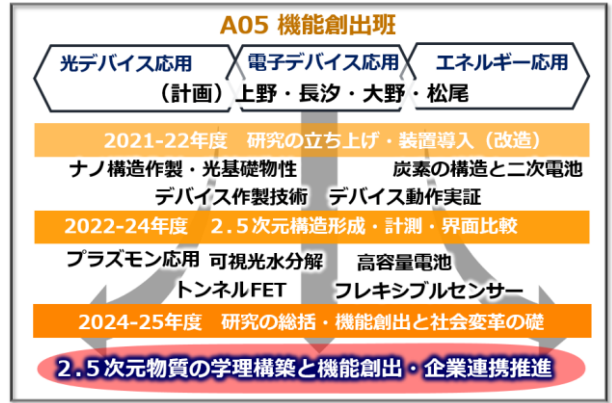 A05 機能創出班
光デバイス応用 電子デバイス応用 エネルギー応用
（計画）上野・長汐・大野・松尾
2021-22年度 研究の立ち上げ・装置導入（改造）
ナノ構造作製・光基礎物性 炭素の構造と二次電池
デバイス作製技術 デバイス動作実証
2022-24年度 2.5次元構造形成・計測・界面比較
プラズモン応用 可視光水分解 高容量電池
トンネルFET フレキシブルセンサー
2024-25年度 研究の総括・機能創出と社会変革の礎
2.5次元物質の学理構築と機能創出・企業連携推進